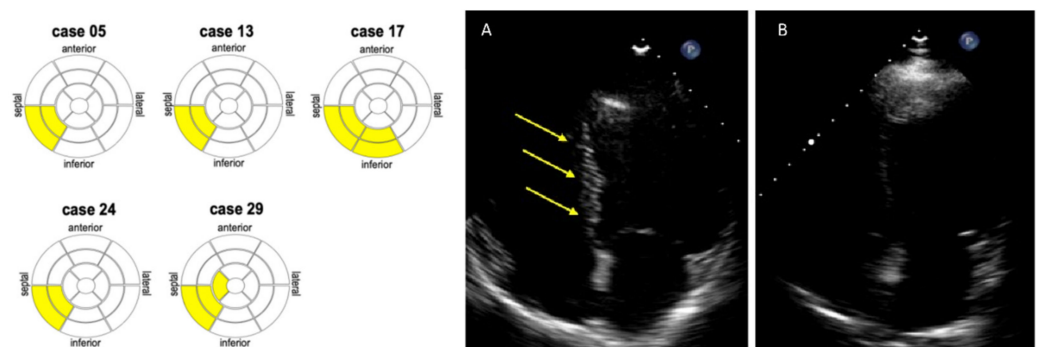 case 05
anterior
septal
lateral
inferior
case 13
anterior
septal
lateral
inferior
case 17
anterior
septal
lateral
inferior
case 24
anterior
septal
lateral
inferior
case 29
anterior
septal
lateral
inferior
A
P
B
P